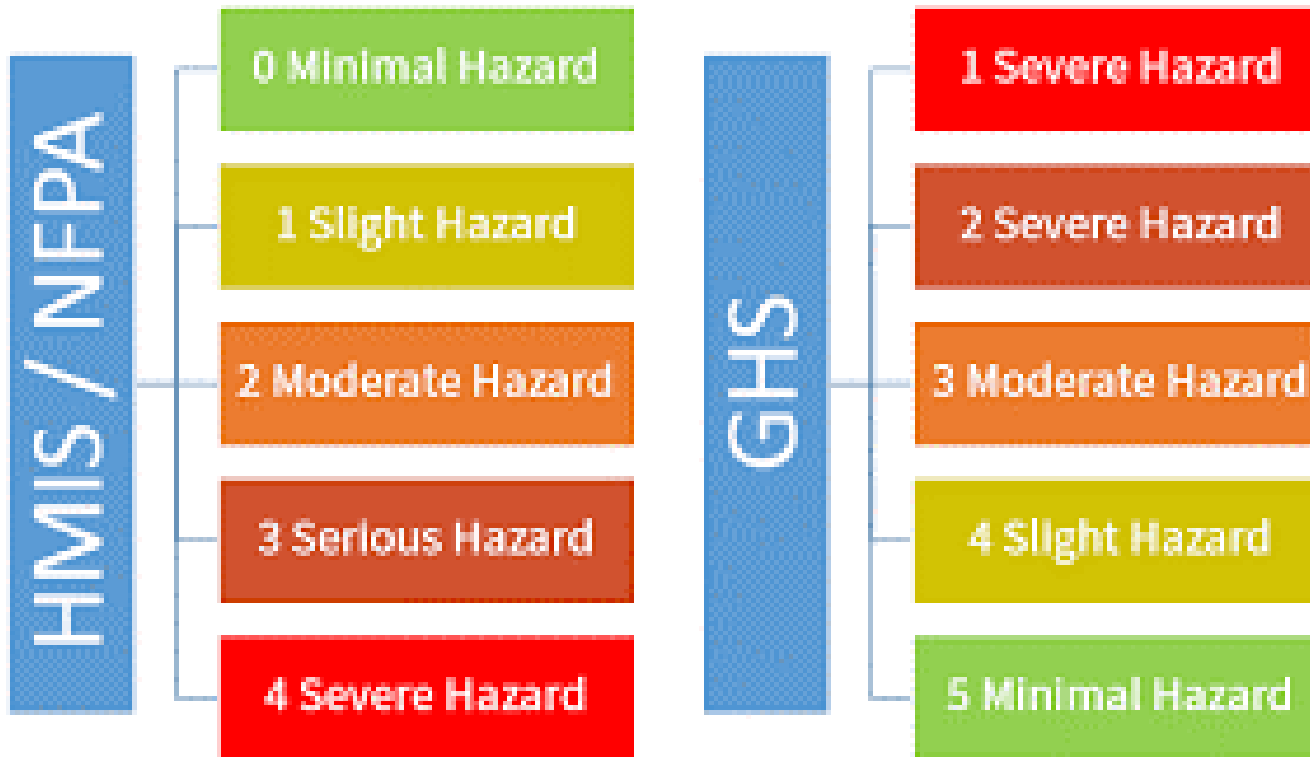 HMIS / NFPA
0 Minimal Hazard
1 Slight Hazard
2 Moderate Hazard
3 Serious Hazard
4 Severe Hazard
GHS
1 Severe Hazard
2 Severe Hazard
3 Moderate Hazard
4 Slight Hazard
5 Minimal Hazard